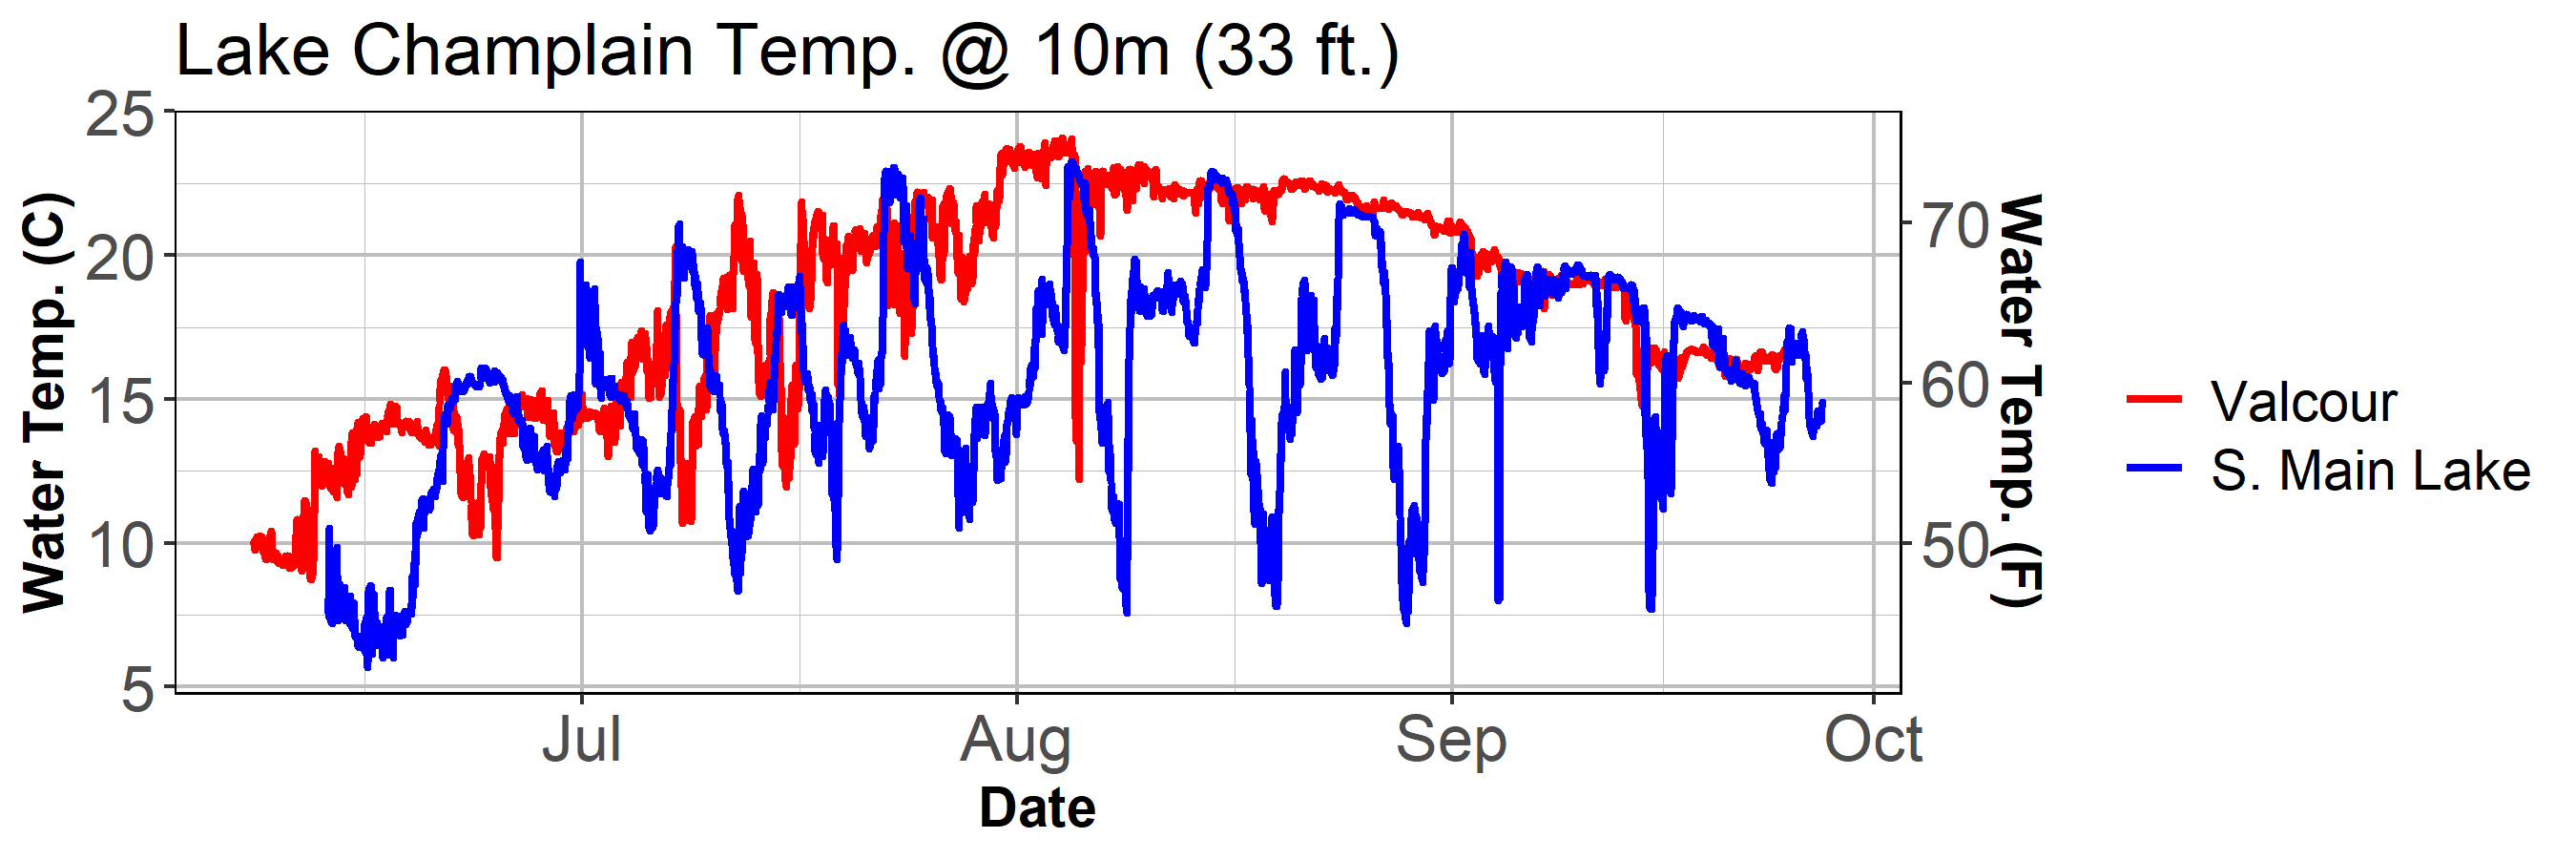 Lake Champlain Temp. @ 10m (33 ft.)
Water Temp. (C)
25
20
15
10
5
70
60
50
Water Temp. (F)
Jul Aug Sep Oct
Date
Valcour
S. Main Lake